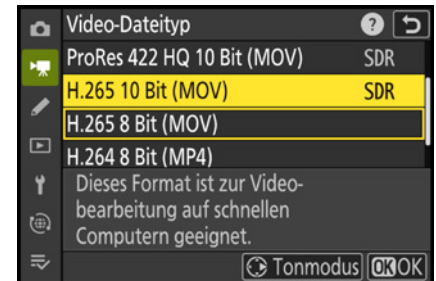 Video-Dateityp ?
ProRes 422 HQ 10 Bit (MOV) SDR
H.265 10 Bit (MOV) SDR
H.265 8 Bit (MOV)
H.264 8 Bit (MP4)
Dieses Format ist zur Video-
bearbeitung auf schnellen
Computern geeignet.
Tonmodus OK OK